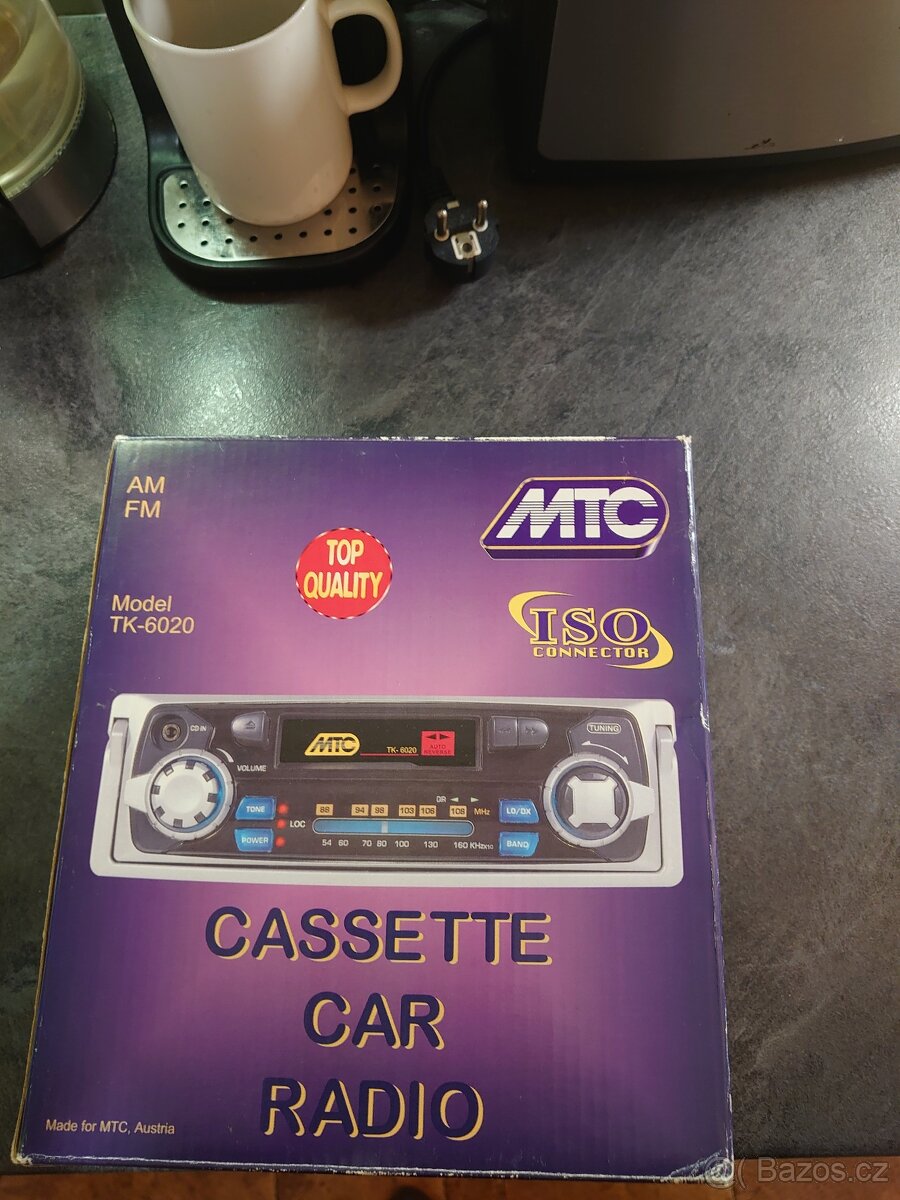 AM
FM
MTC
TOP
QUALITY
Model
TK-6020
ISO
CONNECTOR
CD IN
VOLUME
MTC
TK-6020
AUTO
REVERSE
TUNING
TONE
LOC
POWER
DIR
88 94 98 103 106 108 MHz
54 60 70 80 100 130 160 KHzx10
LO/DX
BAND
CASSETTE
CAR
RADIO
Made for MTC, Austria
Bazos.cz